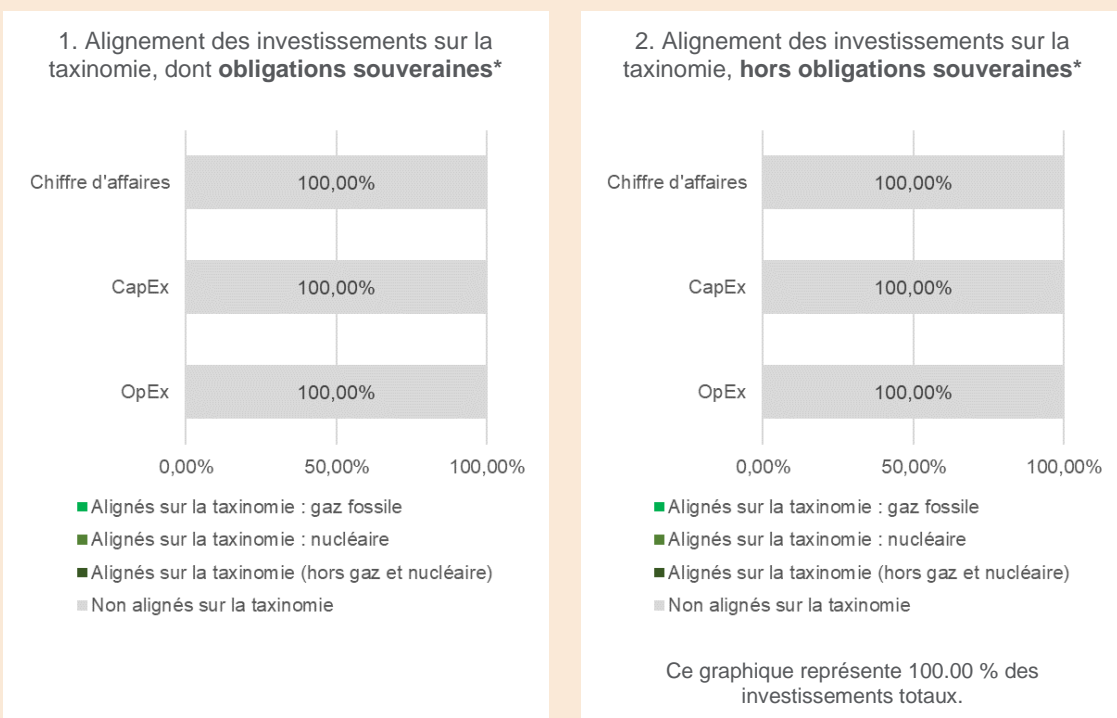 1. Alignement des investissements sur la
taxinomie, dont obligations souveraines*
Chiffre d'affaires
100,00%
CapEx
100,00%
OpEx
100,00%
0,00%
50,00%
100,00%
Alignés sur la taxinomie : gaz fossile
Alignés sur la taxinomie : nucléaire
Alignés sur la taxinomie (hors gaz et nucléaire)
Non alignés sur la taxinomie
2. Alignement des investissements sur la
taxinomie, hors obligations souveraines*
Chiffre d'affaires
100,00%
CapEx
100,00%
OpEx
100,00%
0,00%
50,00%
100,00%
Alignés sur la taxinomie : gaz fossile
Alignés sur la taxinomie : nucléaire
Alignés sur la taxinomie (hors gaz et nucléaire)
Non alignés sur la taxinomie
Ce graphique représente 100.00 % des
investissements totaux.